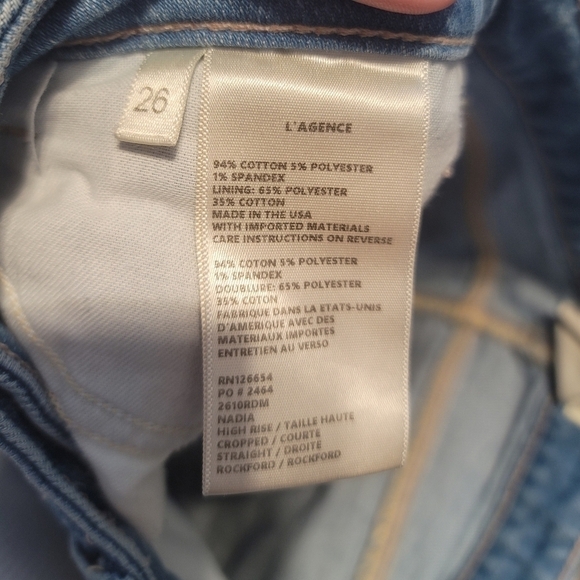 26
L'AGENCE
94% COTTON 5% POLYESTER
1% SPANDEX
LINING: 65% POLYESTER
35% COTTON
MADE IN THE USA
WITH IMPORTED MATERIALS
CARE INSTRUCTIONS ON REVERSE
94% COTON 5% POLYESTER
1% SPANDEX
DOUBLURE: 65% POLYESTER
35% COTON
FABRIQUE DANS LA ETATS-UNIS
D'AMERIQUE AVEC DES
MATERIAUX IMPORTES
ENTRETIEN AU VERSO
RN126654
PO # 2464
2610RDM
NADIA
HIGH RISE / TAILLE HAUTE
CROPPED / COURTE
STRAIGHT / DROITE
ROCKFORD / ROCKFORD